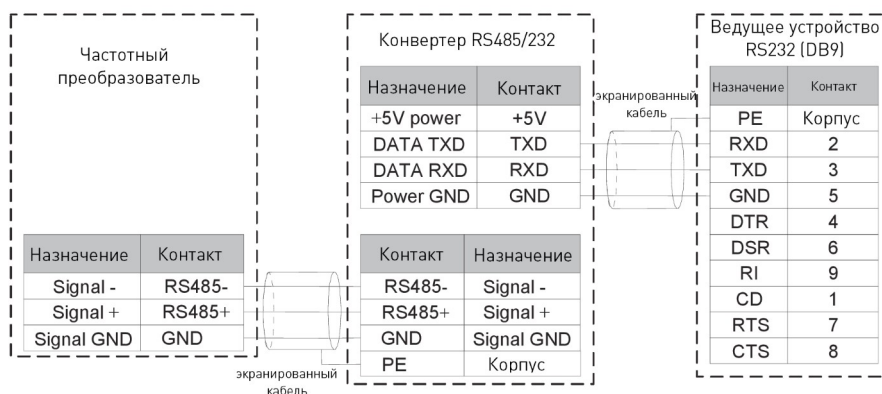 Частотный
преобразователь
Назначение Контакт
Signal - RS485-
Signal + RS485+
Signal GND GND
экранированный
кабель
Конвертер RS485/232
Назначение Контакт
+5V power +5V
DATA TXD TXD
DATA RXD RXD
Power GND GND
Контакт Назначение
RS485- Signal -
RS485+ Signal +
GND Signal GND
PE Корпус
экранированный
кабель
Ведущее устройство
RS232 (DB9)
Назначение Контакт
PE Корпус
RXD 2
TXD 3
GND 5
DTR 4
DSR 6
RI 9
CD 1
RTS 7
CTS 8